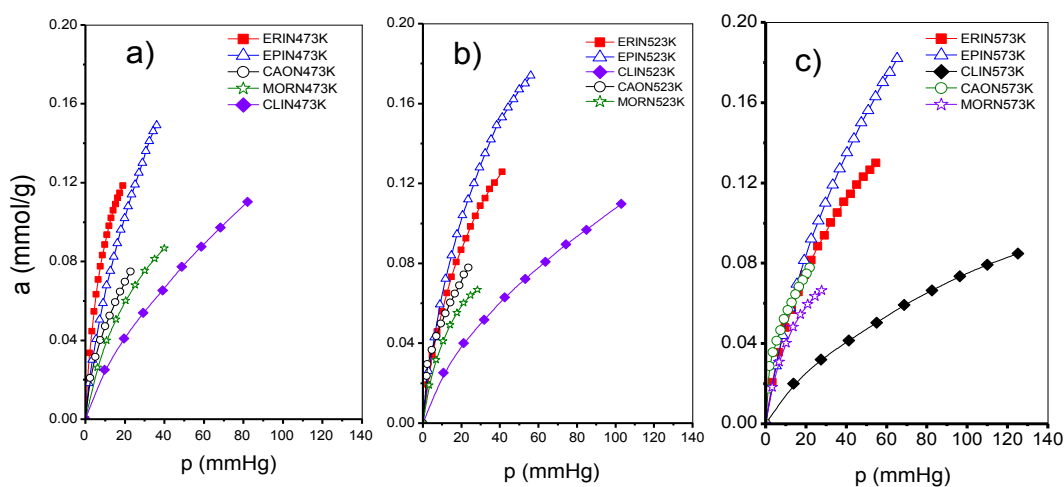 a)
ERIN473K
EPIN473K
CAON473K
MORN473K
CLIN473K
0.20
0.16
0.12
0.08
0.04
0.00
a (mmol/g)
0 20 40 60 80 100 120 140
p (mmHg)
b)
ERIN523K
EPIN523K
CLIN523K
CAON523K
MORN523K
0.20
0.16
0.12
0.08
0.04
0.00
0 20 40 60 80 100 120 140
p (mmHg)
c)
ERIN573K
EPIN573K
CLIN573K
CAON573K
MORN573K
0.20
0.16
0.12
0.08
0.04
0.00
0 20 40 60 80 100 120 140
p (mmHg)